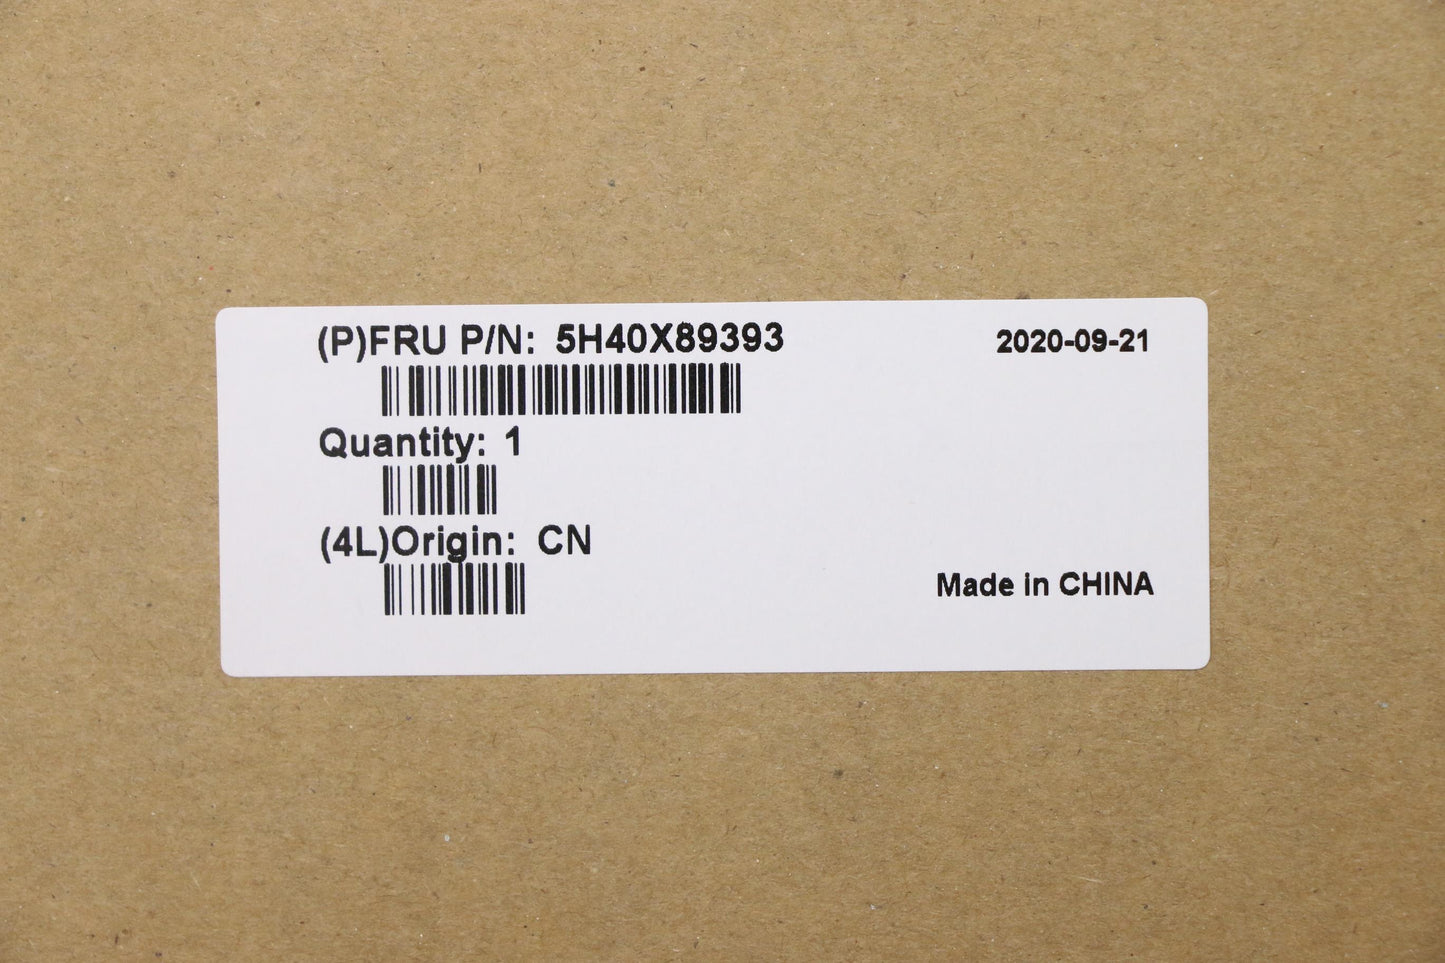 (P)FRU P/N: 5H40X89393
2020-09-21
Quantity: 1
(4L)Origin: CN
Made in CHINA